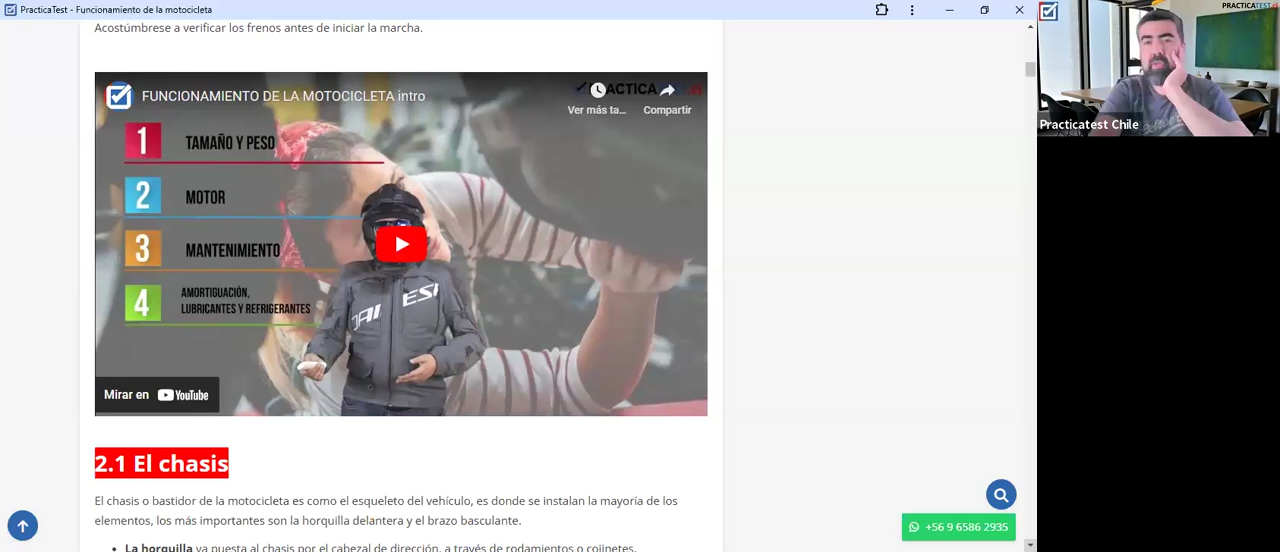 PracticaTest - Funcionamiento de la motocicleta
Acostúmbrese a verificar los frenos antes de iniciar la marcha.
FUNCIONAMIENTO DE LA MOTOCICLETA intro
Ver más ta...
Compartir
1 TAMAÑO Y PESO
2 MOTOR
3 MANTENIMIENTO
4 AMORTIGUACIÓN,
LUBRICANTES Y REFRIGERANTES
Mirar en YouTube
2.1 El chasis
El chasis o bastidor de la motocicleta es como el esqueleto del vehículo, es donde se instalan la mayoría de los
elementos, los más importantes son la horquilla delantera y el brazo basculante.
• La horquilla va puesta al chasis por el cabezal de dirección, a través de rodamientos o cojinetes.
+56 9 6586 2935
PRACTICATEST
Practicatest Chile